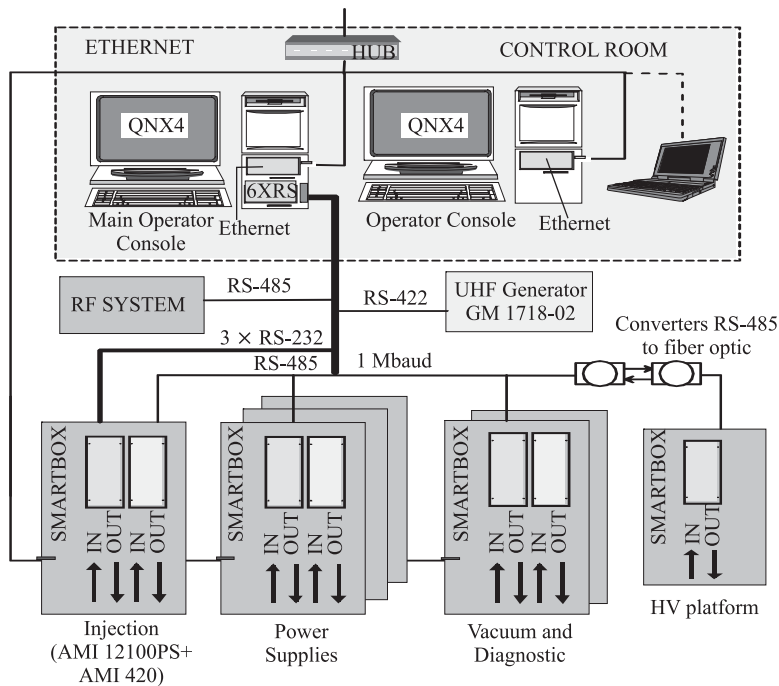 ETHERNET
HUB
CONTROL ROOM
QNX4
QNX4
6XRS
Main Operator
Console
Ethernet
Operator Console
Ethernet
RF SYSTEM
RS-485
RS-422
UHF Generator
GM 1718-02
3 × RS-232
RS-485
1 Mbaud
Converters RS-485
to fiber optic
SMARTBOX
IN
OUT
IN
OUT
SMARTBOX
IN
OUT
IN
OUT
SMARTBOX
IN
OUT
IN
OUT
SMARTBOX
IN
OUT
Injection
(AMI 12100PS+
AMI 420)
Power
Supplies
Vacuum and
Diagnostic
HV platform